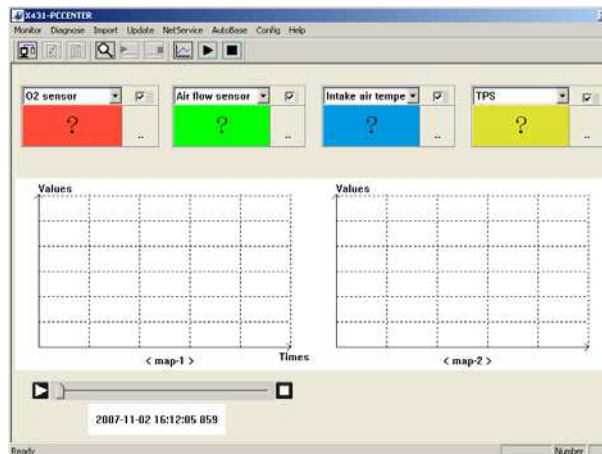 X431-PCCENTER
Monitor Diagnose Import Update NetService AutoBase Config Help
O2 sensor Air flow sensor Intake air tempe TPS
? ? ? ?
.. .. .. ..
Values Values
Times
< map-1 > < map-2 >
2007-11-02 16:12:05 859
Ready Number